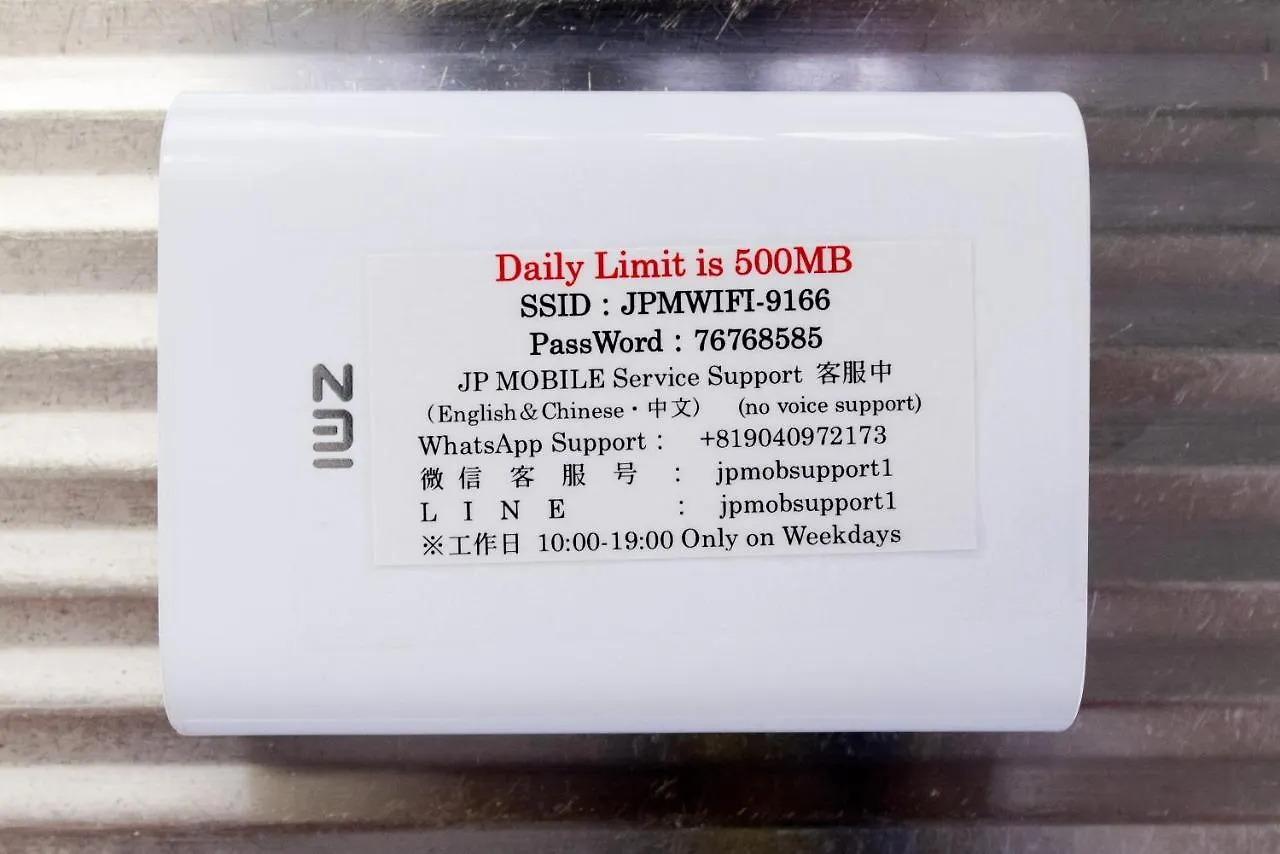 ZMI
Daily Limit is 500MB
SSID : JPMWIFI-9166
PassWord : 76768585
JP MOBILE Service Support 客服中
(English&Chinese・中文) (no voice support)
WhatsApp Support : +819040972173
微信客服号 : jpmobsupport1
LINE : jpmobsupport1
※工作日 10:00-19:00 Only on Weekdays